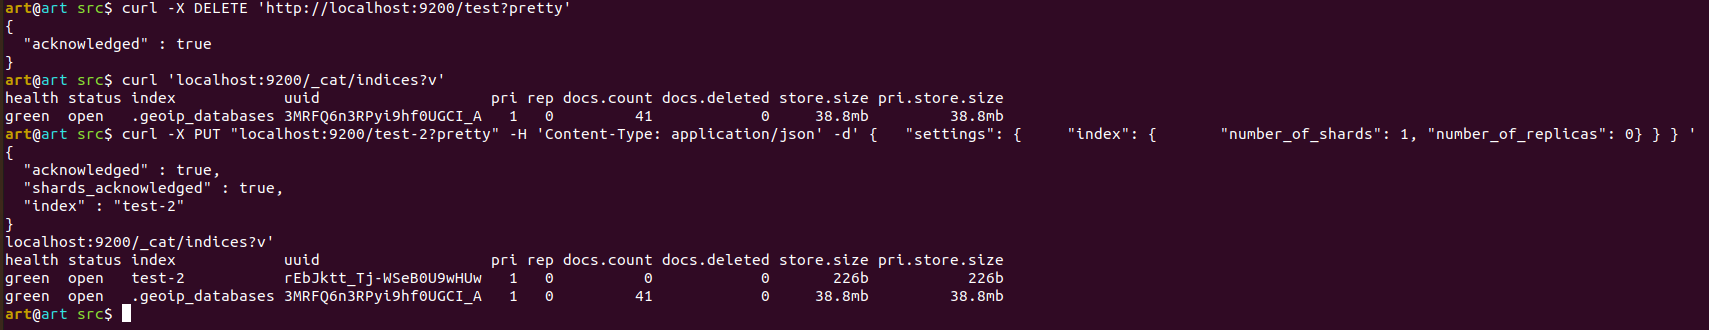 art@art src$ curl -X DELETE 'http://localhost:9200/test?pretty'
{
  "acknowledged" : true
}
art@art src$ curl 'localhost:9200/_cat/indices?v'
health status index            uuid                   pri rep docs.count docs.deleted store.size pri.store.size
green  open   .geoip_databases 3MRFQ6n3RPyi9hf0UGCI_A   1   0         41            0     38.8mb         38.8mb
art@art src$ curl -X PUT "localhost:9200/test-2?pretty" -H 'Content-Type: application/json' -d' {   "settings": {     "index": {       "number_of_shards": 1, "number_of_replicas": 0} } } '
{
  "acknowledged" : true,
  "shards_acknowledged" : true,
  "index" : "test-2"
}
localhost:9200/_cat/indices?v'
health status index            uuid                   pri rep docs.count docs.deleted store.size pri.store.size
green  open   test-2           rEbJktt_Tj-WSeB0U9wHUw   1   0          0            0       226b           226b
green  open   .geoip_databases 3MRFQ6n3RPyi9hf0UGCI_A   1   0         41            0     38.8mb         38.8mb
art@art src$